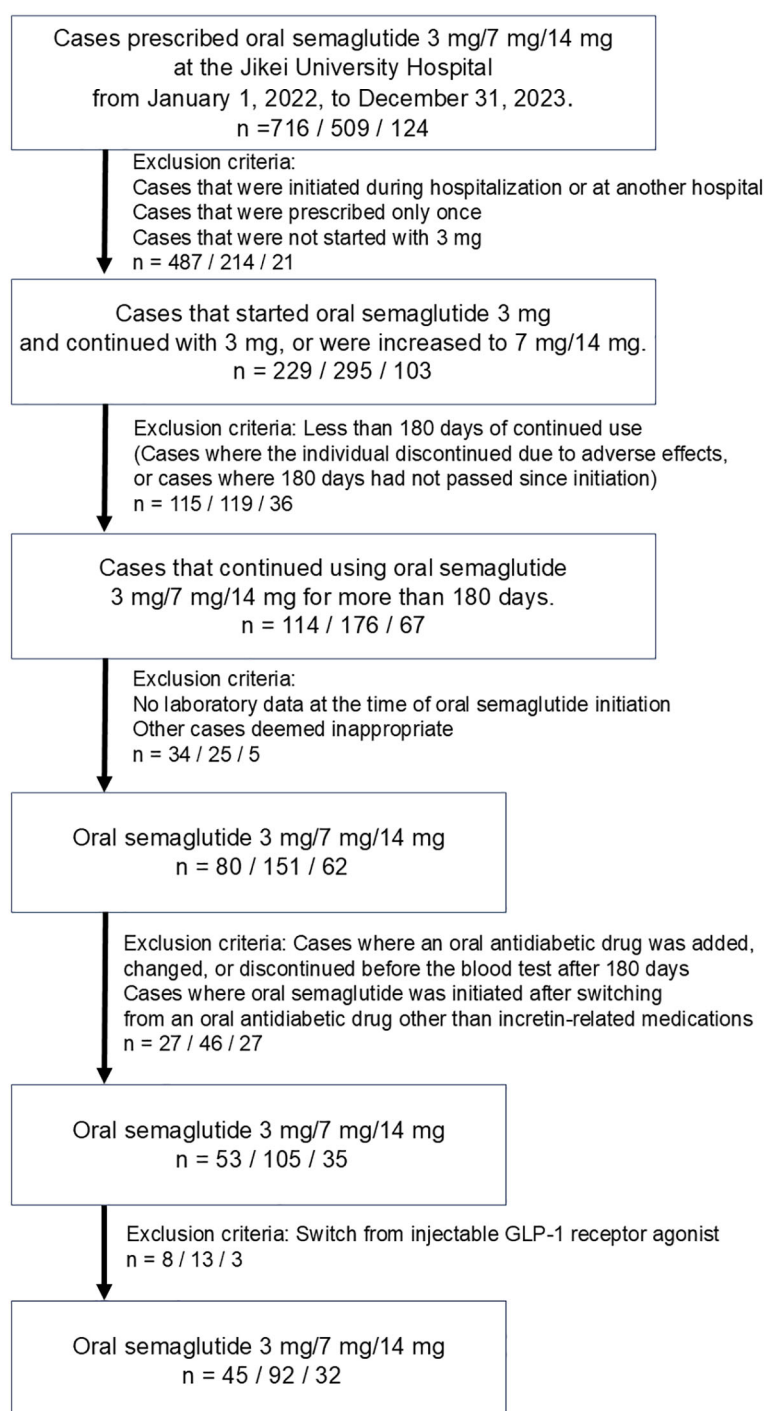 Cases prescribed oral semaglutide 3 mg/7 mg/14 mg
at the Jikei University Hospital
from January 1, 2022, to December 31, 2023.
n =716 / 509 / 124
Exclusion criteria:
Cases that were initiated during hospitalization or at another hospital
Cases that were prescribed only once
Cases that were not started with 3 mg
n = 487 / 214 / 21
Cases that started oral semaglutide 3 mg
and continued with 3 mg, or were increased to 7 mg/14 mg.
n = 229 / 295 / 103
Exclusion criteria: Less than 180 days of continued use
(Cases where the individual discontinued due to adverse effects,
or cases where 180 days had not passed since initiation)
n = 115 / 119 / 36
Cases that continued using oral semaglutide
3 mg/7 mg/14 mg for more than 180 days.
n = 114 / 176 / 67
Exclusion criteria:
No laboratory data at the time of oral semaglutide initiation
Other cases deemed inappropriate
n = 34 / 25 / 5
Oral semaglutide 3 mg/7 mg/14 mg
n = 80 / 151 / 62
Exclusion criteria: Cases where an oral antidiabetic drug was added,
changed, or discontinued before the blood test after 180 days
Cases where oral semaglutide was initiated after switching
from an oral antidiabetic drug other than incretin-related medications
n = 27 / 46 / 27
Oral semaglutide 3 mg/7 mg/14 mg
n = 53 / 105 / 35
Exclusion criteria: Switch from injectable GLP-1 receptor agonist
n = 8 / 13 / 3
Oral semaglutide 3 mg/7 mg/14 mg
n = 45 / 92 / 32